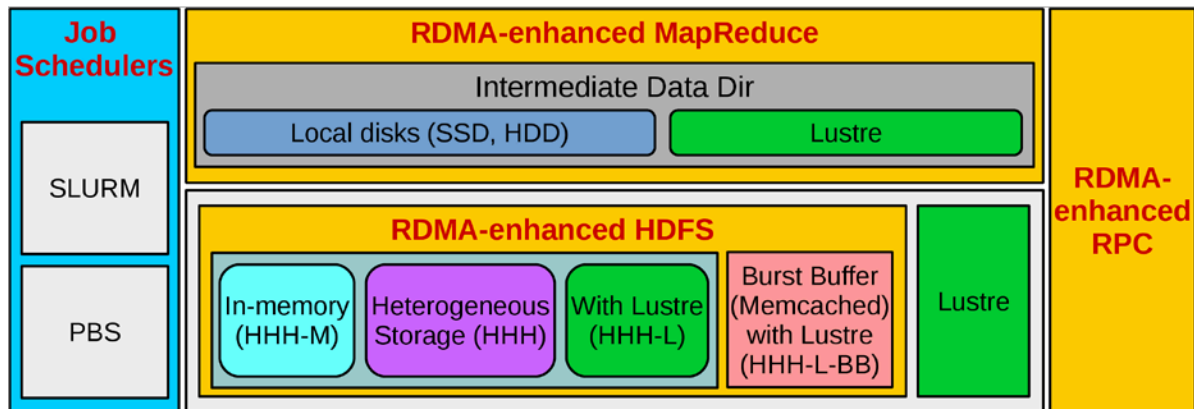 Job
Schedulers
SLURM
PBS
RDMA-enhanced MapReduce
Intermediate Data Dir
Local disks (SSD, HDD)
Lustre
RDMA-enhanced HDFS
In-memory
(HHH-M)
Heterogeneous
Storage (HHH)
With Lustre
(HHH-L)
Burst Buffer
(Memcached)
with Lustre
(HHH-L-BB)
Lustre
RDMA-
enhanced
RPC